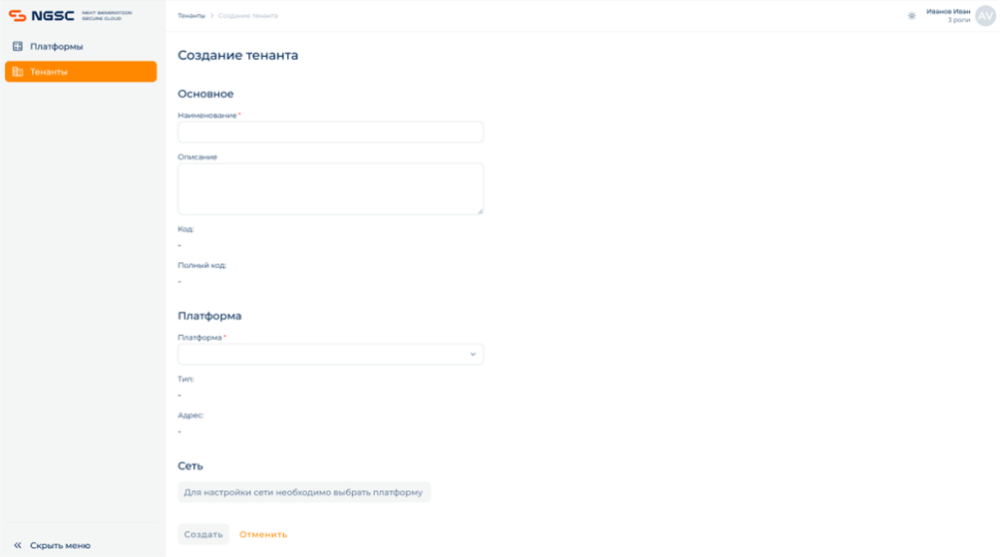 NGSC NEXT GENERATION
SECURE CLOUD
Тенанты > Создание тенанта
Иванов Иван
3 роли
AV
Платформы
Тенанты
Создание тенанта
Основное
Наименование*
Описание
Код:
-
Полный код:
-
Платформа
Платформа*
Тип:
-
Адрес:
-
Сеть
Для настройки сети необходимо выбрать платформу
Создать Отменить
« Скрыть меню